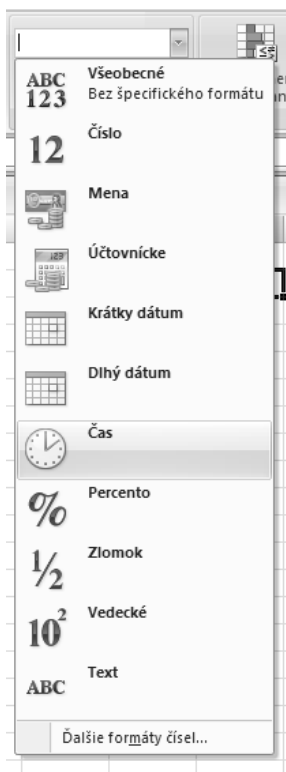 ABC
123
Všeobecné
Bez špecifického formátu
12
Číslo
Mena
Účtovnícke
Krátky dátum
Dlhý dátum
Čas
%
Percento
½
Zlomok
10²
Vedecké
ABC
Text
Ďalšie formáty čísel...